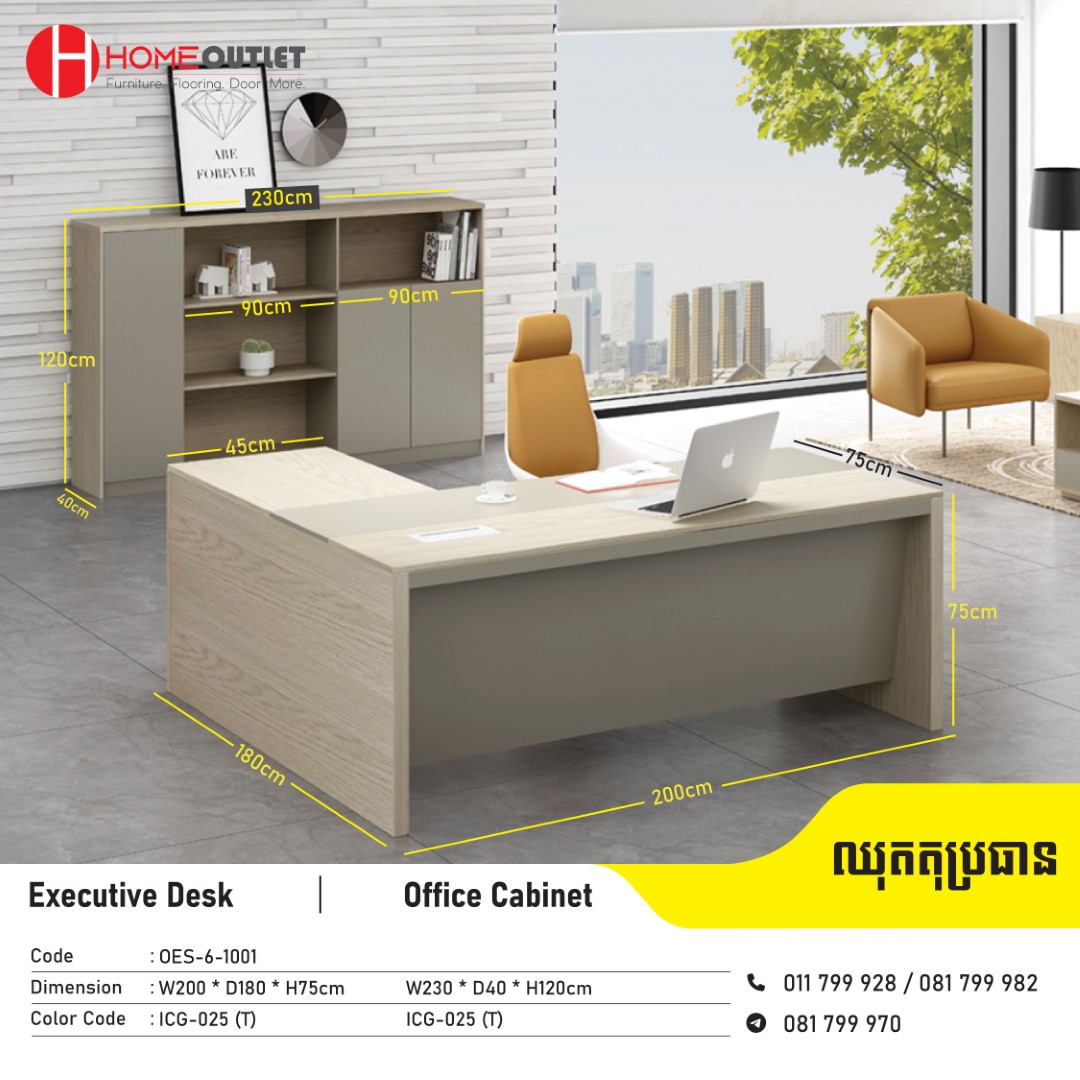 HOMEOUTLET
Furniture. Flooring. Door. More.
ARE
FOREVER
230cm
90cm
90cm
120cm
45cm
40cm
75cm
75cm
180cm
200cm
ឈុតតុប្រធាន
Executive Desk | Office Cabinet
Code : OES-6-1001
Dimension : W200 * D180 * H75cm W230 * D40 * H120cm
Color Code : ICG-025 (T) ICG-025 (T)
011 799 928 / 081 799 982
081 799 970